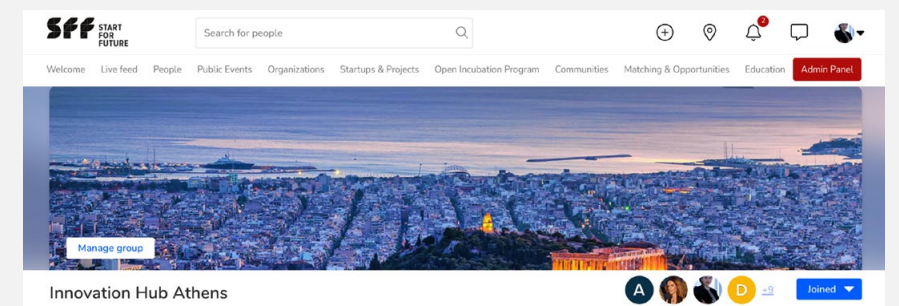 SFF START
FOR
FUTURE
Search for people
2
Welcome Live feed People Public Events Organizations Startups & Projects Open Incubation Program Communities Matching & Opportunities Education Admin Panel
Manage group
Innovation Hub Athens
A D +9 Joined